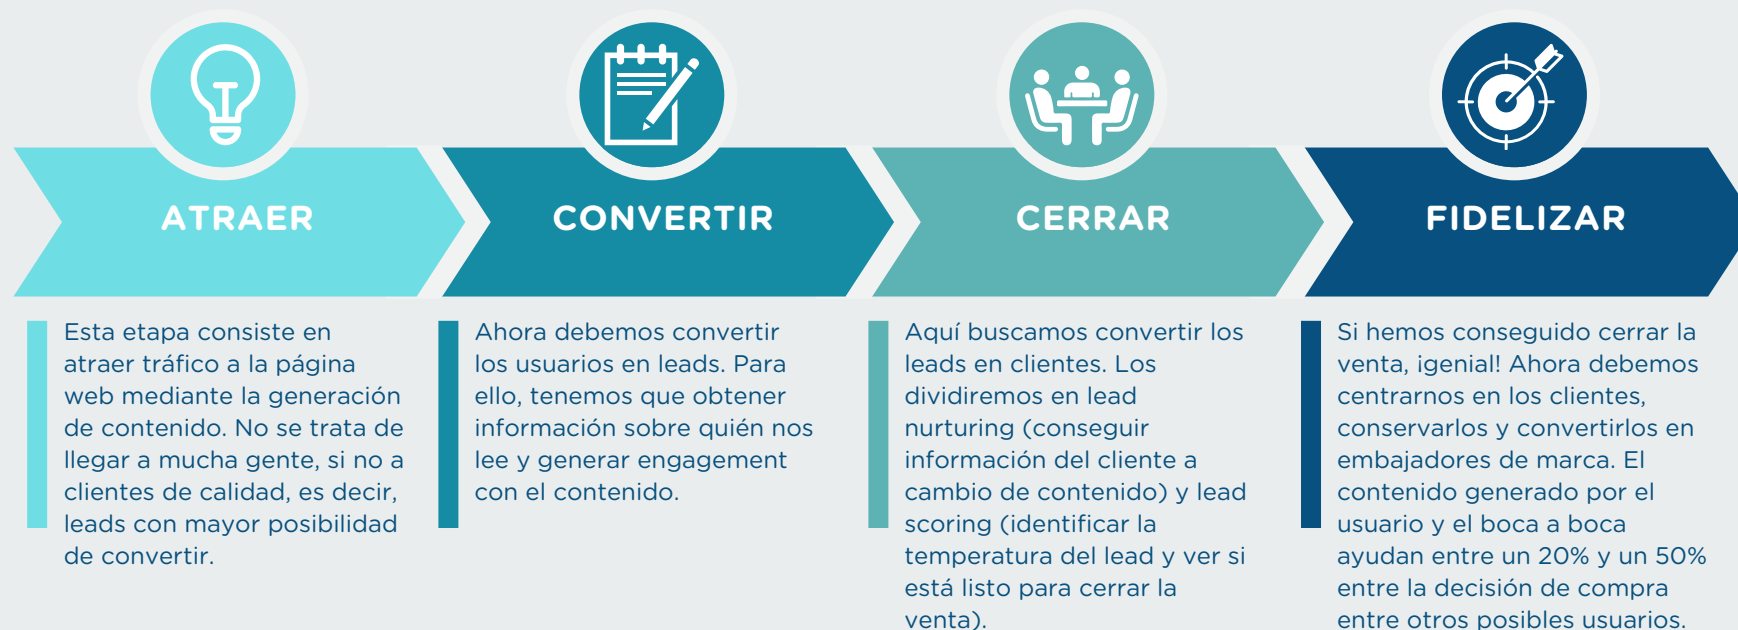 ATRAER
Esta etapa consiste en
atraer tráfico a la página
web mediante la generación
de contenido. No se trata de
llegar a mucha gente, si no a
clientes de calidad, es decir,
leads con mayor posibilidad
de convertir.
CONVERTIR
Ahora debemos convertir
los usuarios en leads. Para
ello, tenemos que obtener
información sobre quién nos
lee y generar engagement
con el contenido.
CERRAR
Aquí buscamos convertir los
leads en clientes. Los
dividiremos en lead
nurturing (conseguir
información del cliente a
cambio de contenido) y lead
scoring (identificar la
temperatura del lead y ver si
está listo para cerrar la
venta).
FIDELIZAR
Si hemos conseguido cerrar la
venta, ¡genial! Ahora debemos
centrarnos en los clientes,
conservarlos y convertirlos en
embajadores de marca. El
contenido generado por el
usuario y el boca a boca
ayudan entre un 20% y un 50%
entre la decisión de compra
entre otros posibles usuarios.